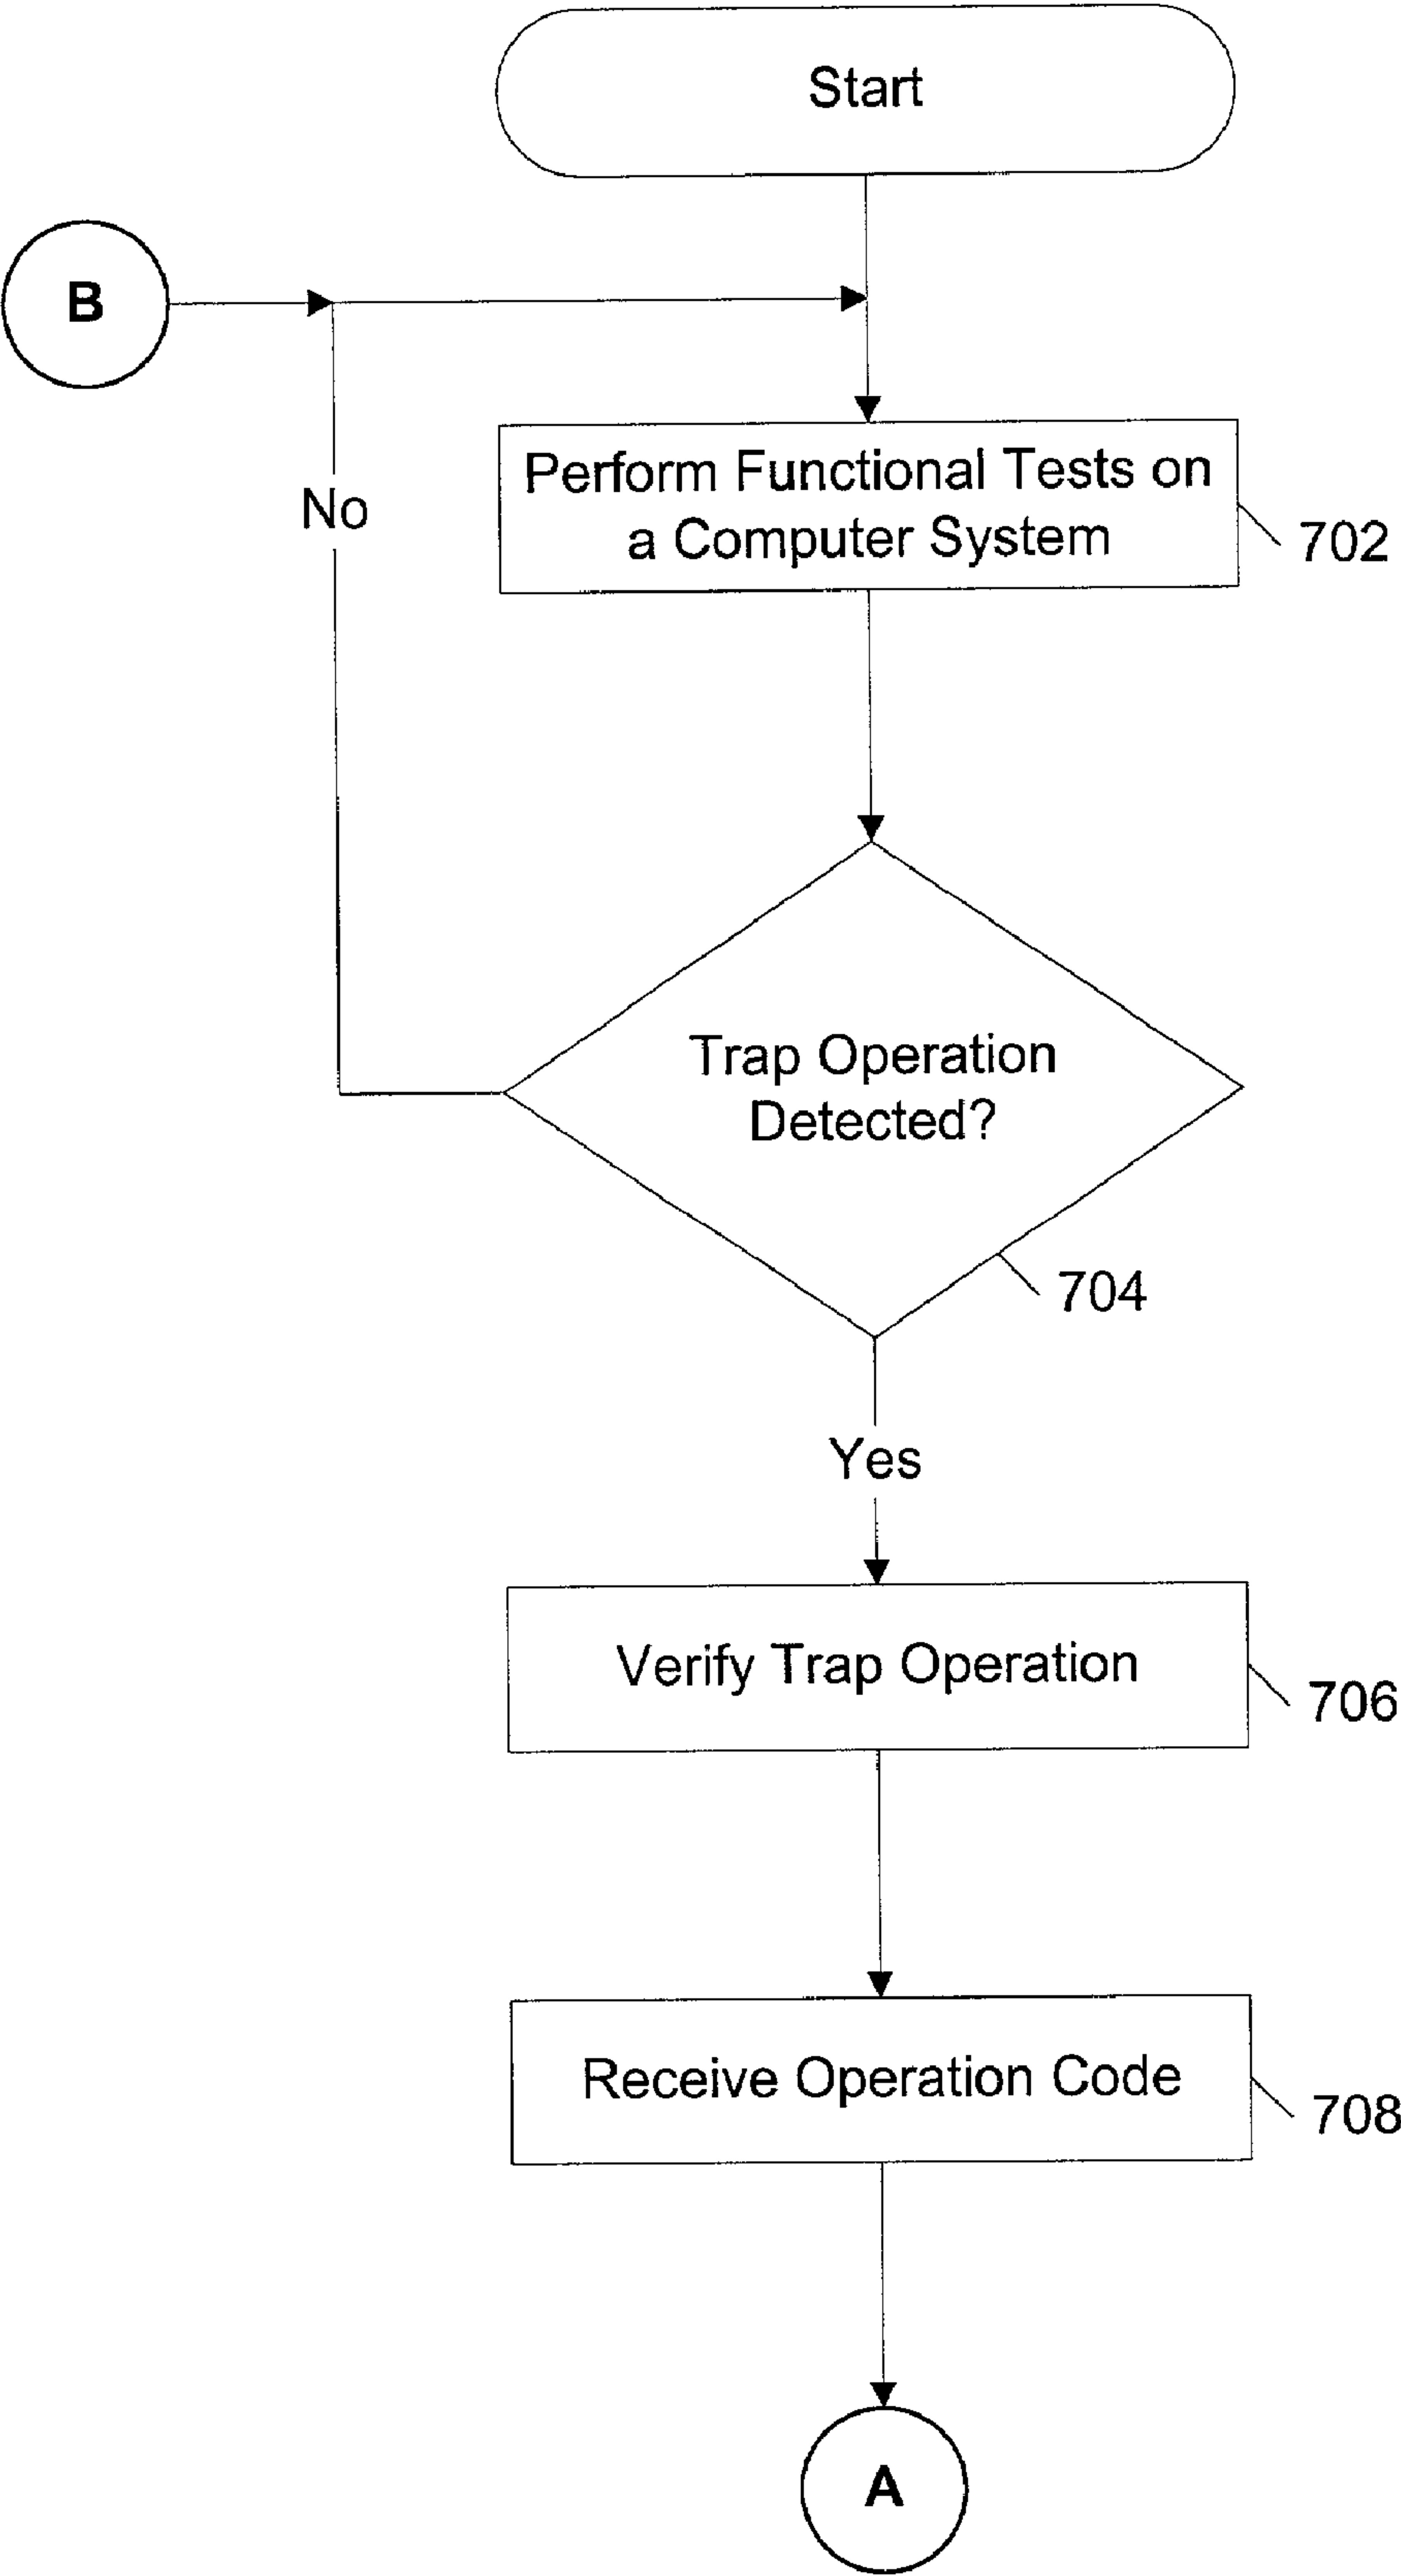 Start
B
Perform Functional Tests on
a Computer System
702
No
Trap Operation
Detected?
704
Yes
Verify Trap Operation
706
Receive Operation Code
708
A